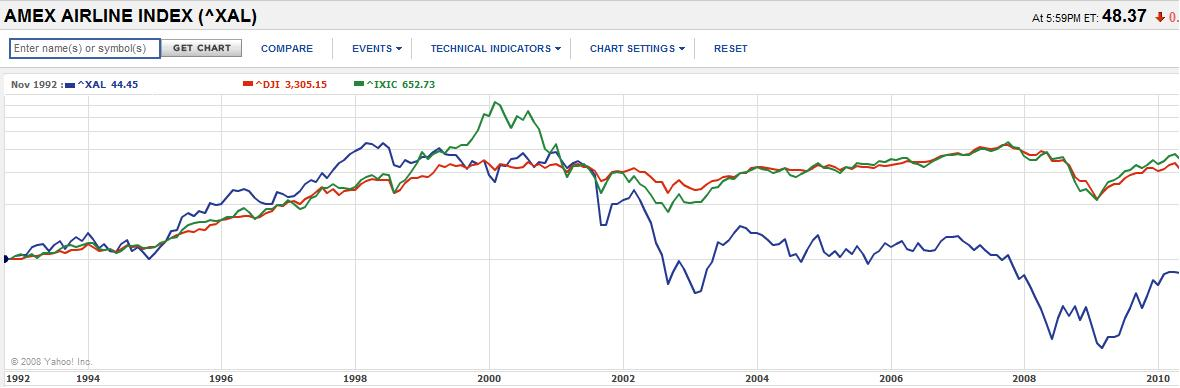 AMEX AIRLINE INDEX (^XAL)
At 5:59PM ET: 48.37 0.
Enter name(s) or symbol(s) GET CHART COMPARE EVENTS TECHNICAL INDICATORS CHART SETTINGS RESET
Nov 1992 : ^XAL 44.45 ^DJI 3,305.15 ^IXIC 652.73
© 2008 Yahoo! Inc.
1992 1994 1996 1998 2000 2002 2004 2006 2008 2010